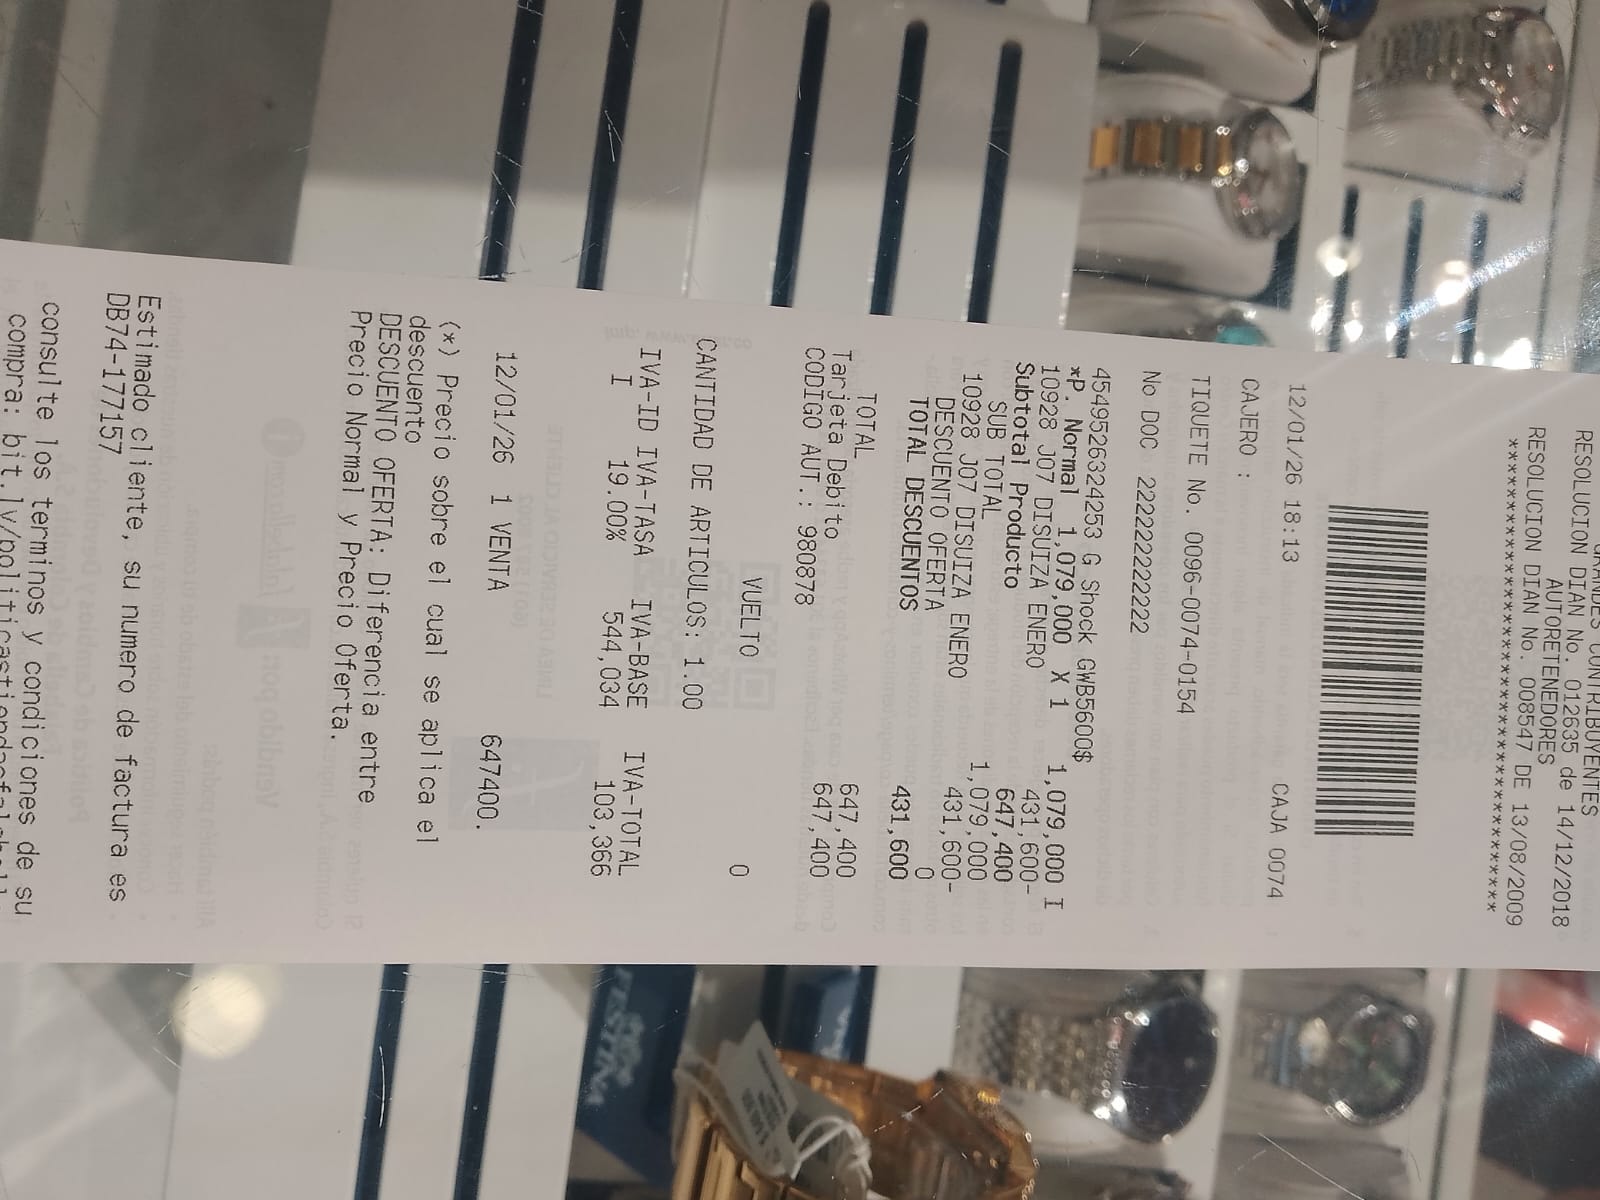 GRANDES CONTRIBUYENTES
RESOLUCION DIAN No. 012635 de 14/12/2018
AUTORETENEDORES
RESOLUCION DIAN No. 008547 DE 13/08/2009
****************************************
12/01/26 18:13 CAJA 0074
CAJERO :
TIQUETE No. 0096-0074-0154
No DOC 222222222222
4549526324253 G Shock GWB5600$
*P. Normal 1,079,000 X 1 1,079,000 I
10928 J07 DISUIZA ENERO 431,600-
Subtotal Producto 647,400
SUB TOTAL 1,079,000
10928 J07 DISUIZA ENERO 431,600-
DESCUENTO OFERTA 0
TOTAL DESCUENTOS 431,600
TOTAL 647,400
Tarjeta Debito 647,400
CODIGO AUT.: 980878
VUELTO 0
CANTIDAD DE ARTICULOS: 1.00
IVA-ID IVA-TASA IVA-BASE IVA-TOTAL
I 19.00% 544,034 103,366
12/01/26 1 VENTA 647400.
(*) Precio sobre el cual se aplica el
descuento
DESCUENTO OFERTA: Diferencia entre
Precio Normal y Precio Oferta.
Estimado cliente, su numero de factura es
DB74-177157
consulte los terminos y condiciones de su
compra:
FESTINA